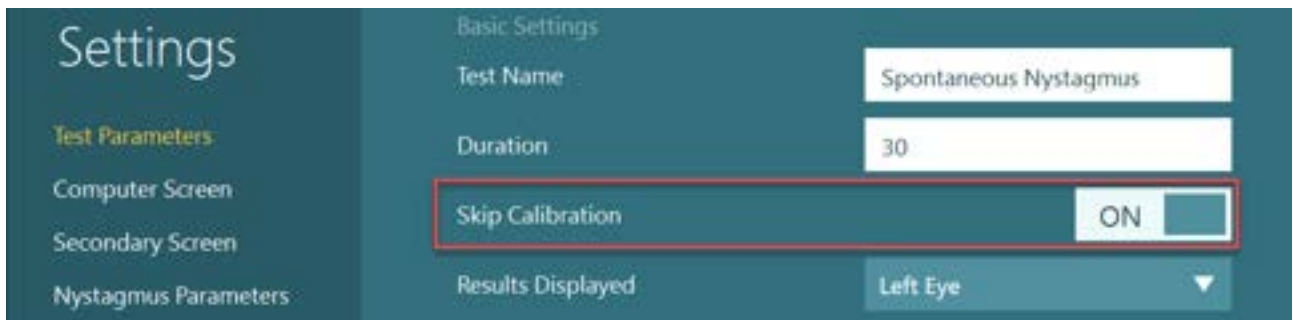 Settings
Test Parameters
Computer Screen
Secondary Screen
Nystagmus Parameters
Basic Settings
Test Name
Spontaneous Nystagmus
Duration
30
Skip Calibration
ON
Results Displayed
Left Eye